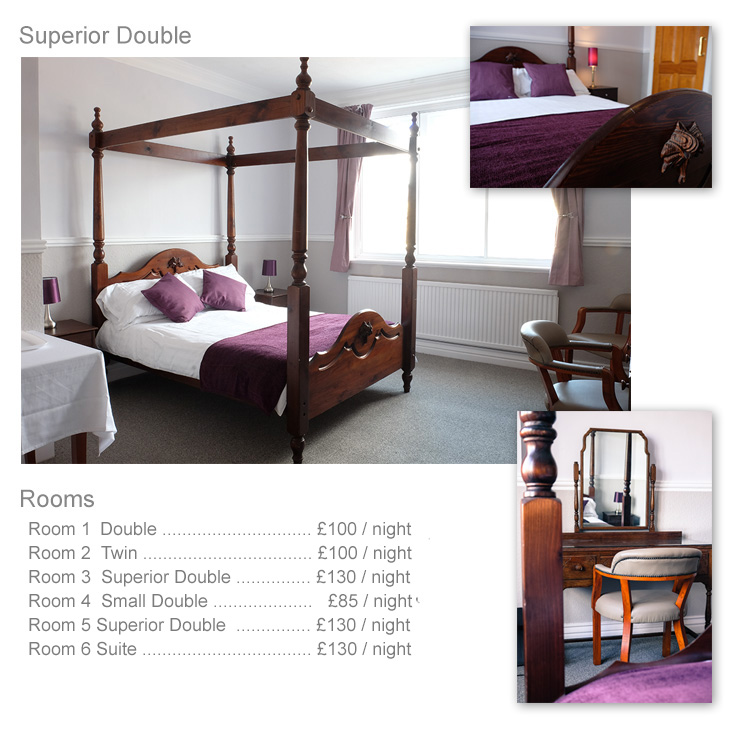 Superior Double
Rooms
Room 1 Double .............................. £100 / night
Room 2 Twin .................................. £100 / night
Room 3 Superior Double ............... £130 / night
Room 4 Small Double .................... £85 / night
Room 5 Superior Double ............... £130 / night
Room 6 Suite .................................. £130 / night